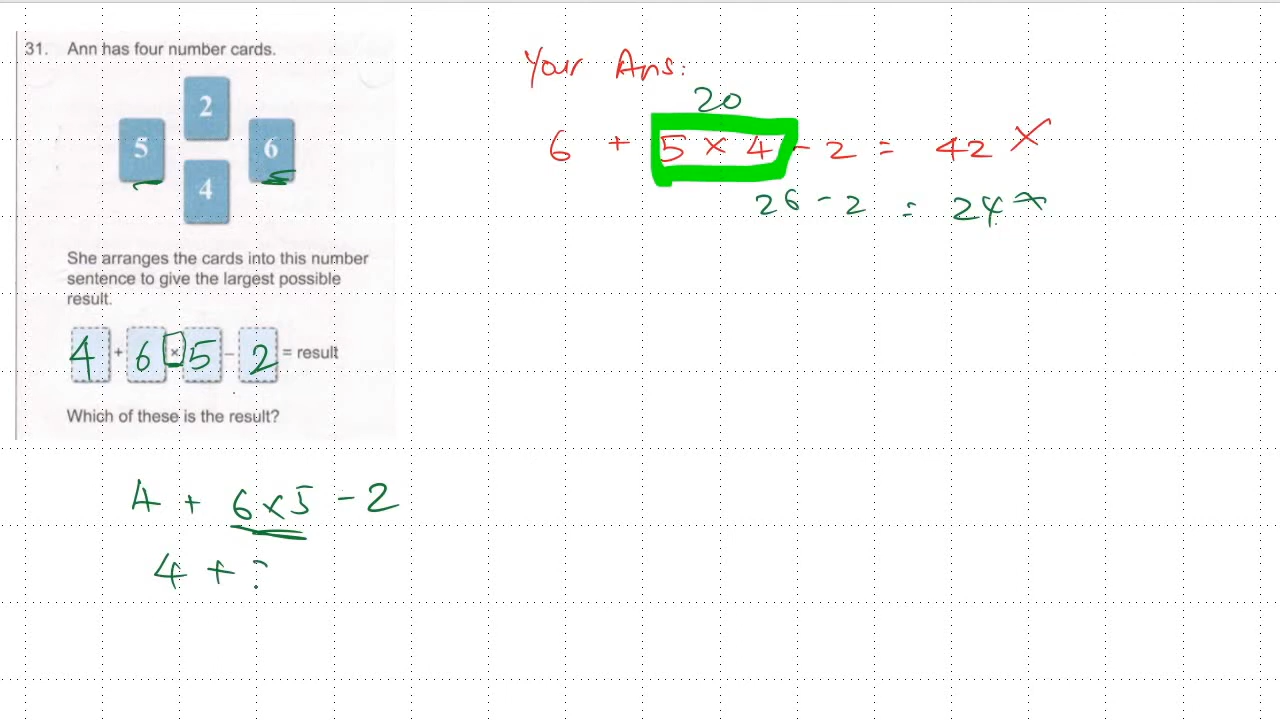 31. Ann has four number cards.
2
5 6
4
She arranges the cards into this number
sentence to give the largest possible
result.
4 + 6 × 5 - 2 = result
Which of these is the result?
4 + 6 × 5 - 2
4 + ?
Your Ans:
20
6 + 5 × 4 - 2 = 42 ×
26 - 2 = 24